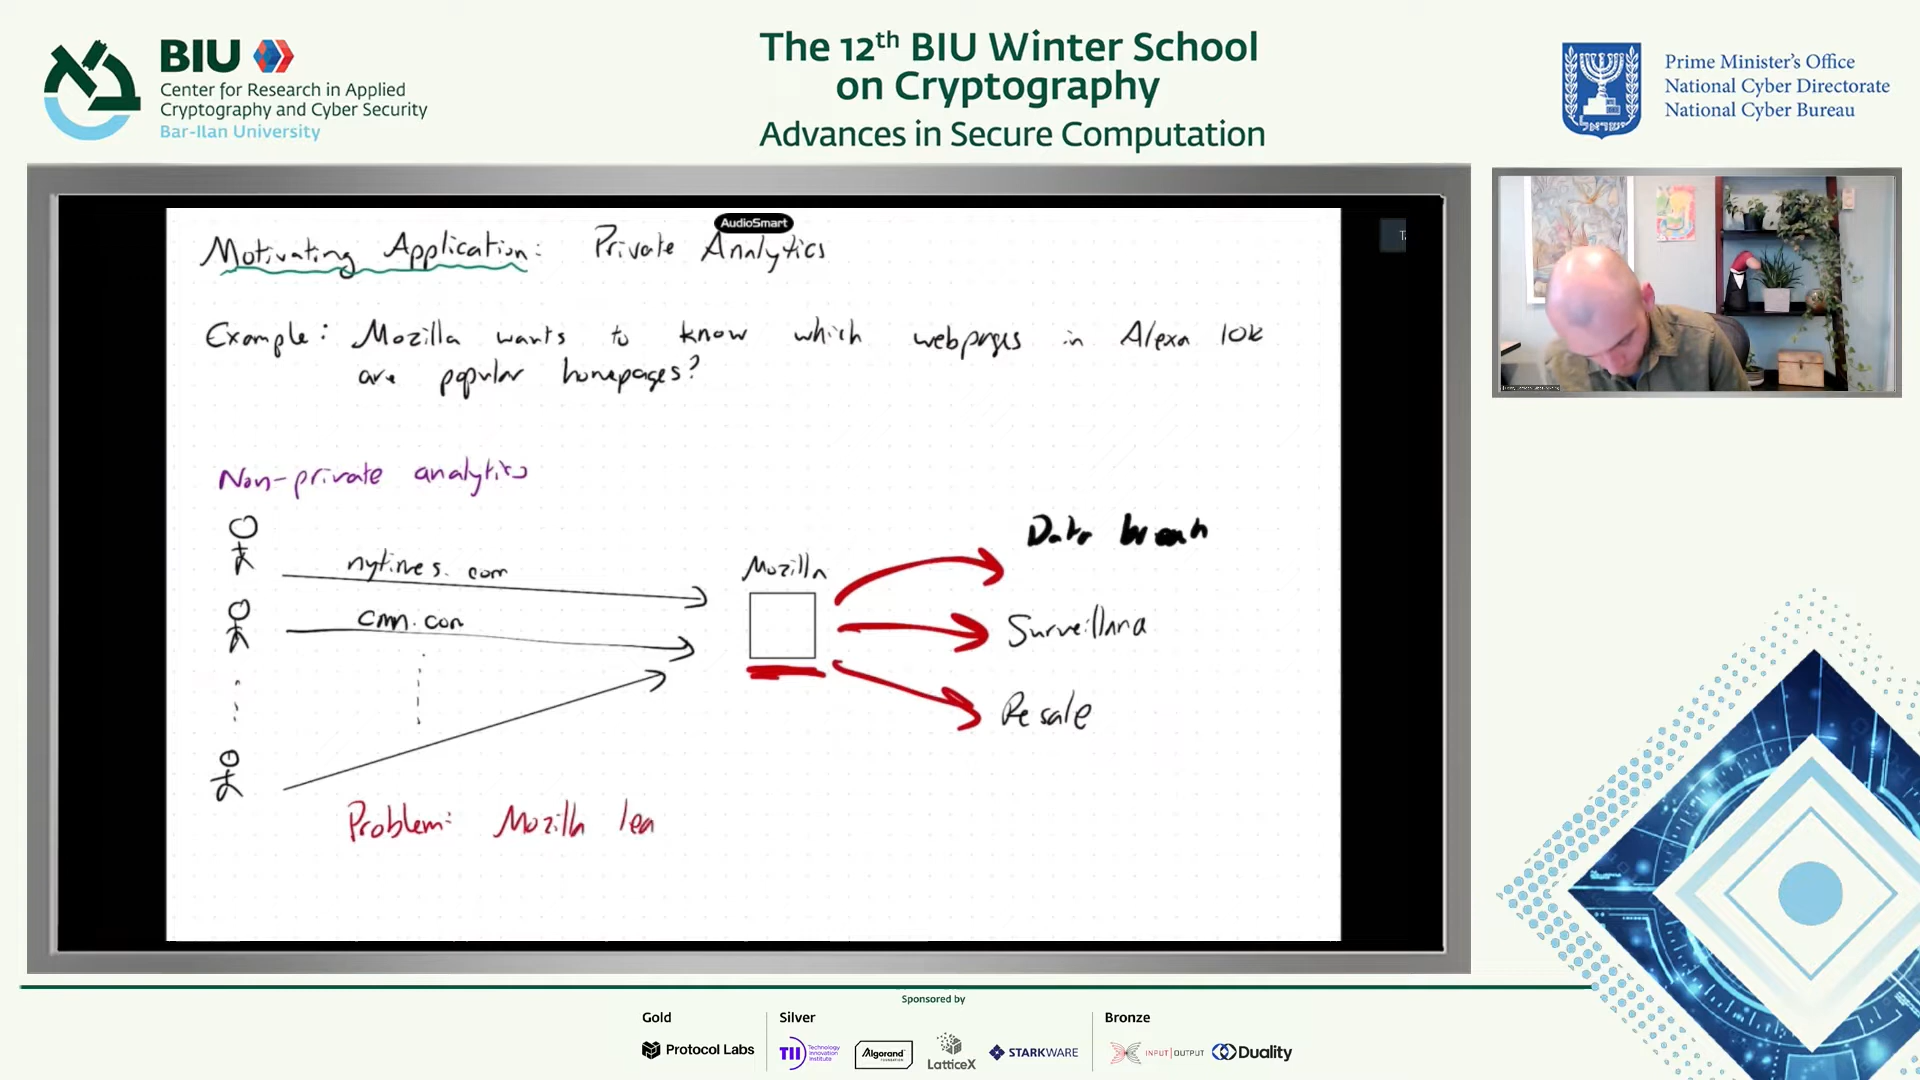 BIU
Center for Research in Applied
Cryptography and Cyber Security
Bar-Ilan University
The 12th BIU Winter School
on Cryptography
Advances in Secure Computation
Prime Minister's Office
National Cyber Directorate
National Cyber Bureau
AudioSmart
Motivating Application: Private Analytics
Example: Mozilla wants to know which webpages in Alexa 10k
are popular homepages?
Non-private analytics
nytimes.com
cnn.com
Mozilla
Data breach
Surveillance
Resale
Problem: Mozilla lea
Sponsored by
Gold
Protocol Labs
Silver
TII Technology Innovation Institute
Algorand
LatticeX
STARKWARE
Bronze
INPUT|OUTPUT
Duality